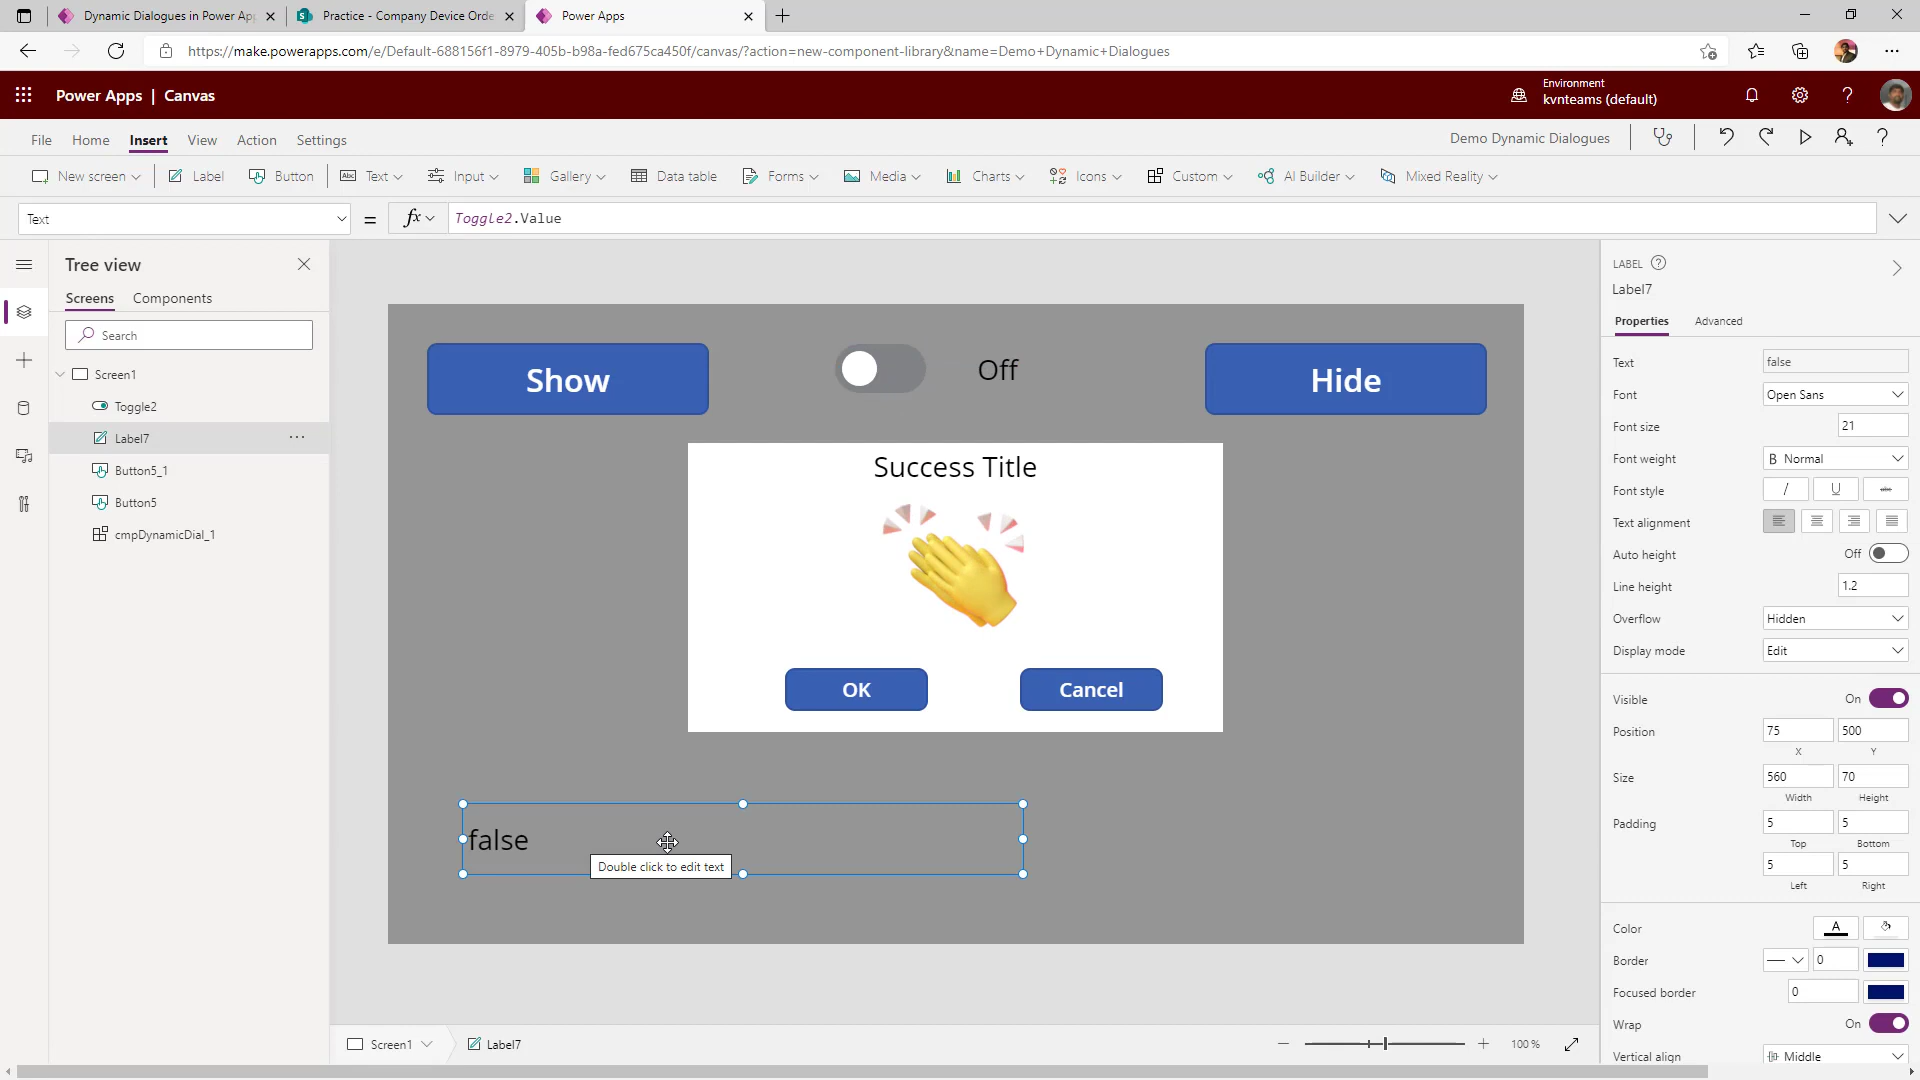 Dynamic Dialogues in Power App
Practice - Company Device Orde
Power Apps
https://make.powerapps.com/e/Default-688156f1-8979-405b-b98a-fed675ca450f/canvas/?action=new-component-library&name=Demo+Dynamic+Dialogues
Power Apps | Canvas
Environment
kvnteams (default)
File Home Insert View Action Settings
Demo Dynamic Dialogues
New screen Label Button Text Input Gallery Data table Forms Media Charts Icons Custom AI Builder Mixed Reality
Text = fx Toggle2.Value
Tree view
Screens Components
Search
Screen1
Toggle2
Label7
Button5_1
Button5
cmpDynamicDial_1
Show
Off
Hide
Success Title
OK
Cancel
false
Double click to edit text
Screen1 Label7
100 %
LABEL
Label7
Properties Advanced
Text false
Font Open Sans
Font size 21
Font weight B Normal
Font style / U abc
Text alignment
Auto height Off
Line height 1.2
Overflow Hidden
Display mode Edit
Visible On
Position 75 500
X Y
Size 560 70
Width Height
Padding 5 5
Top Bottom
5 5
Left Right
Color A
Border 0
Focused border 0
Wrap On
Vertical align Middle